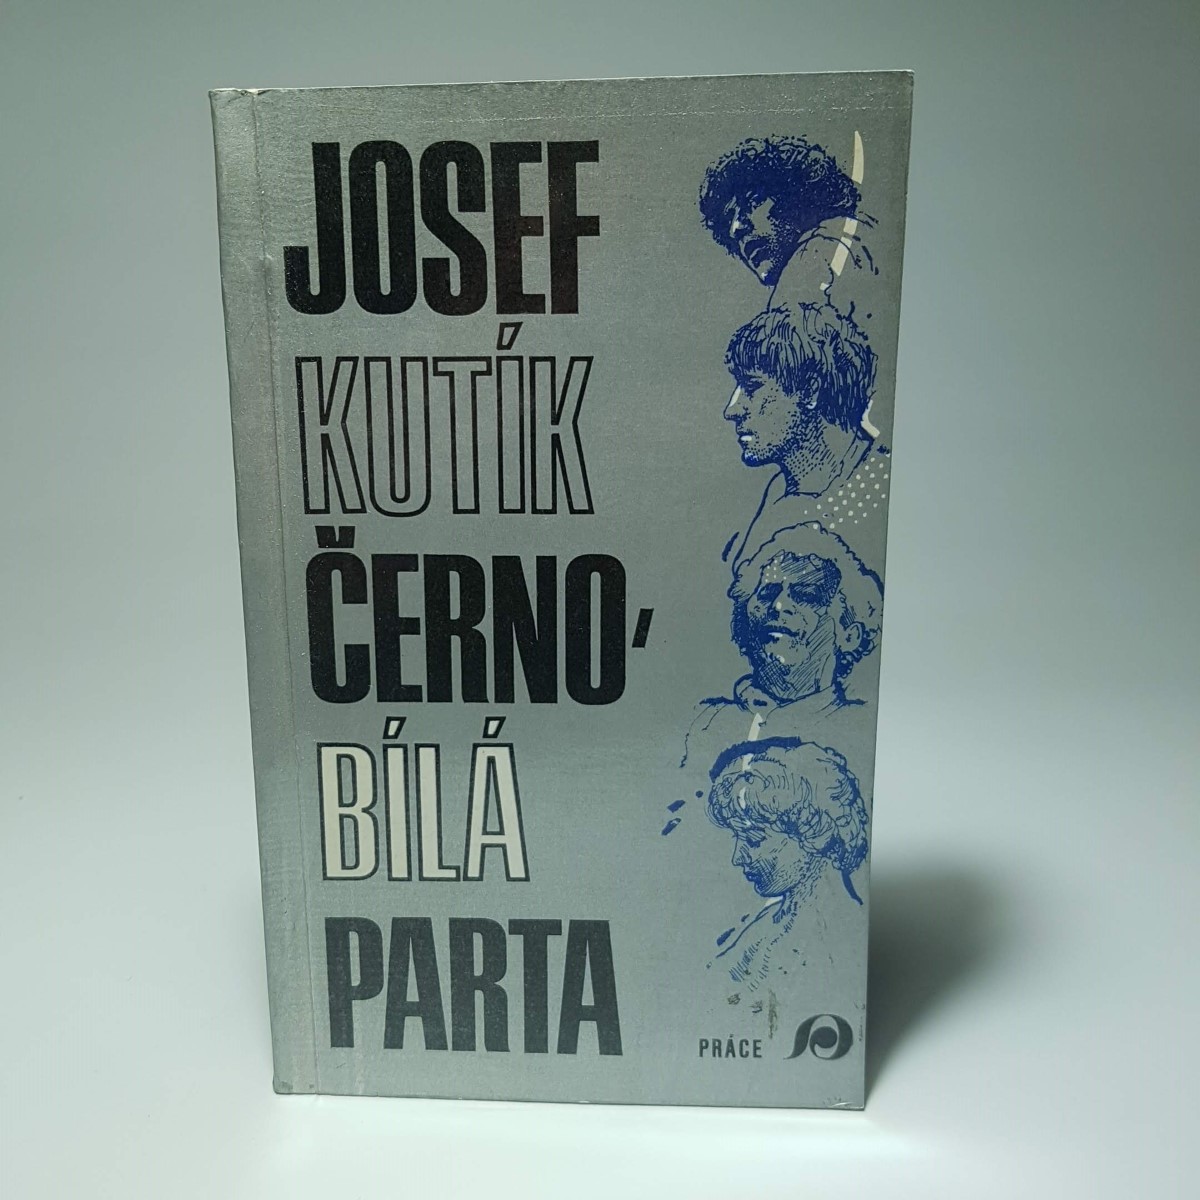 JOSEF
KUTÍK
ČERNO-
BÍLÁ
PARTA
PRÁCE